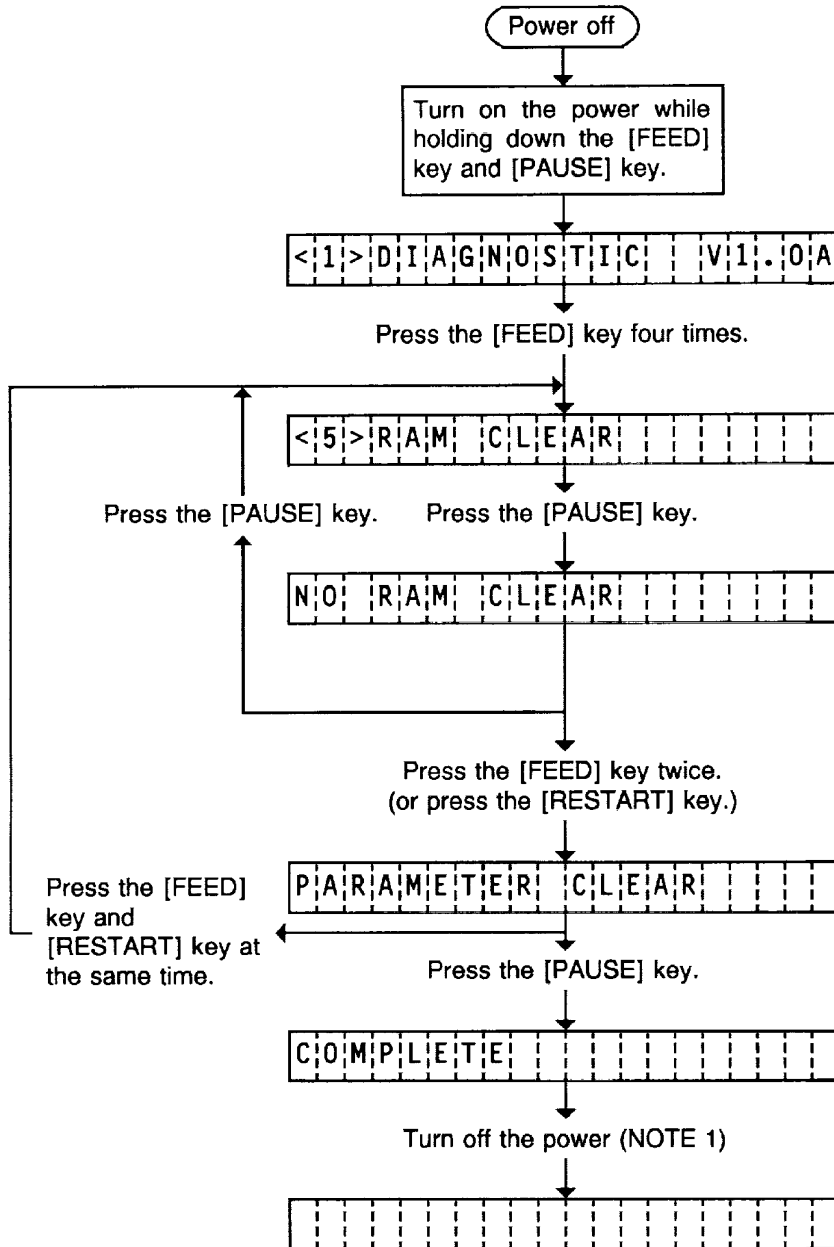 Power off
Turn on the power while
holding down the [FEED]
key and [PAUSE] key.
<1>DIAGNOSTIC  V1.0A
Press the [FEED] key four times.
<5>RAM CLEAR
Press the [PAUSE] key.
Press the [PAUSE] key.
NO RAM CLEAR
Press the [FEED] key twice.
(or press the [RESTART] key.)
PARAMETER CLEAR
Press the [FEED]
key and
[RESTART] key at
the same time.
Press the [PAUSE] key.
COMPLETE
Turn off the power (NOTE 1)